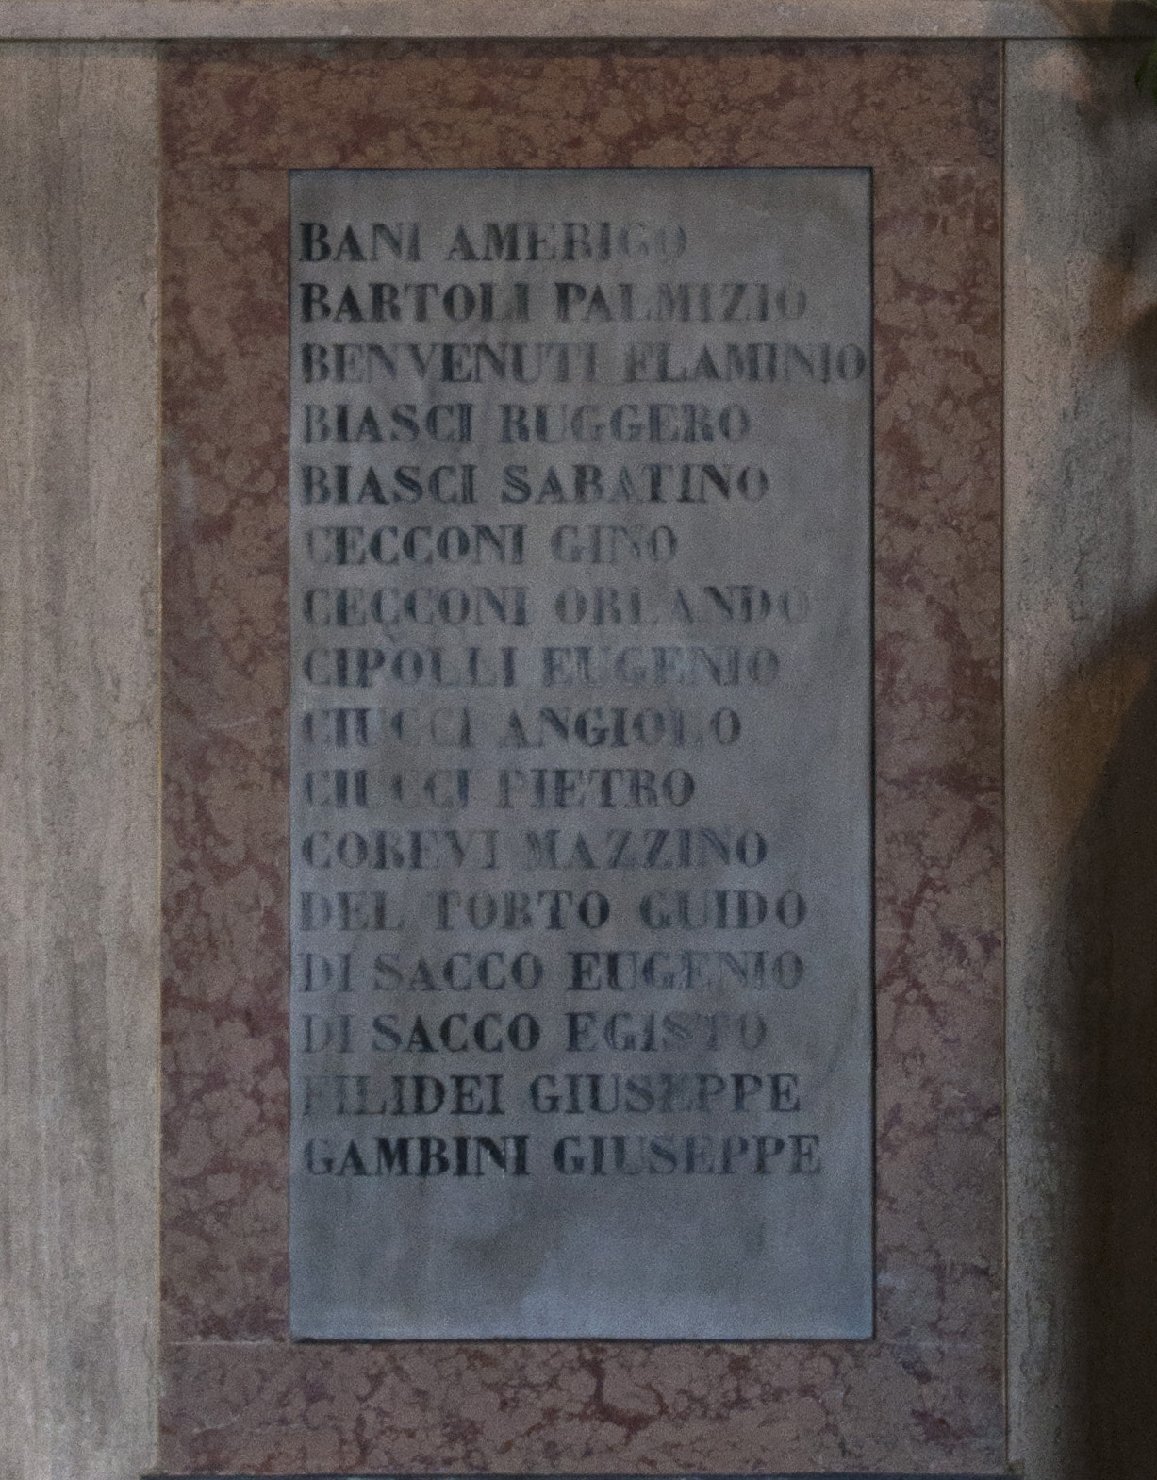 BANI AMERIGO
BARTOLI PALMIZIO
BENVENUTI FLAMINIO
BIASCI RUGGERO
BIASCI SABATINO
CECCONI GINO
CECCONI ORLANDO
CIPOLLI EUGENIO
CIUCCI ANGIOLO
CIUCCI PIETRO
COREVI MAZZINO
DEL TORTO GUIDO
DI SACCO EUGENIO
DI SACCO EGISTO
FILIDEI GIUSEPPE
GAMBINI GIUSEPPE